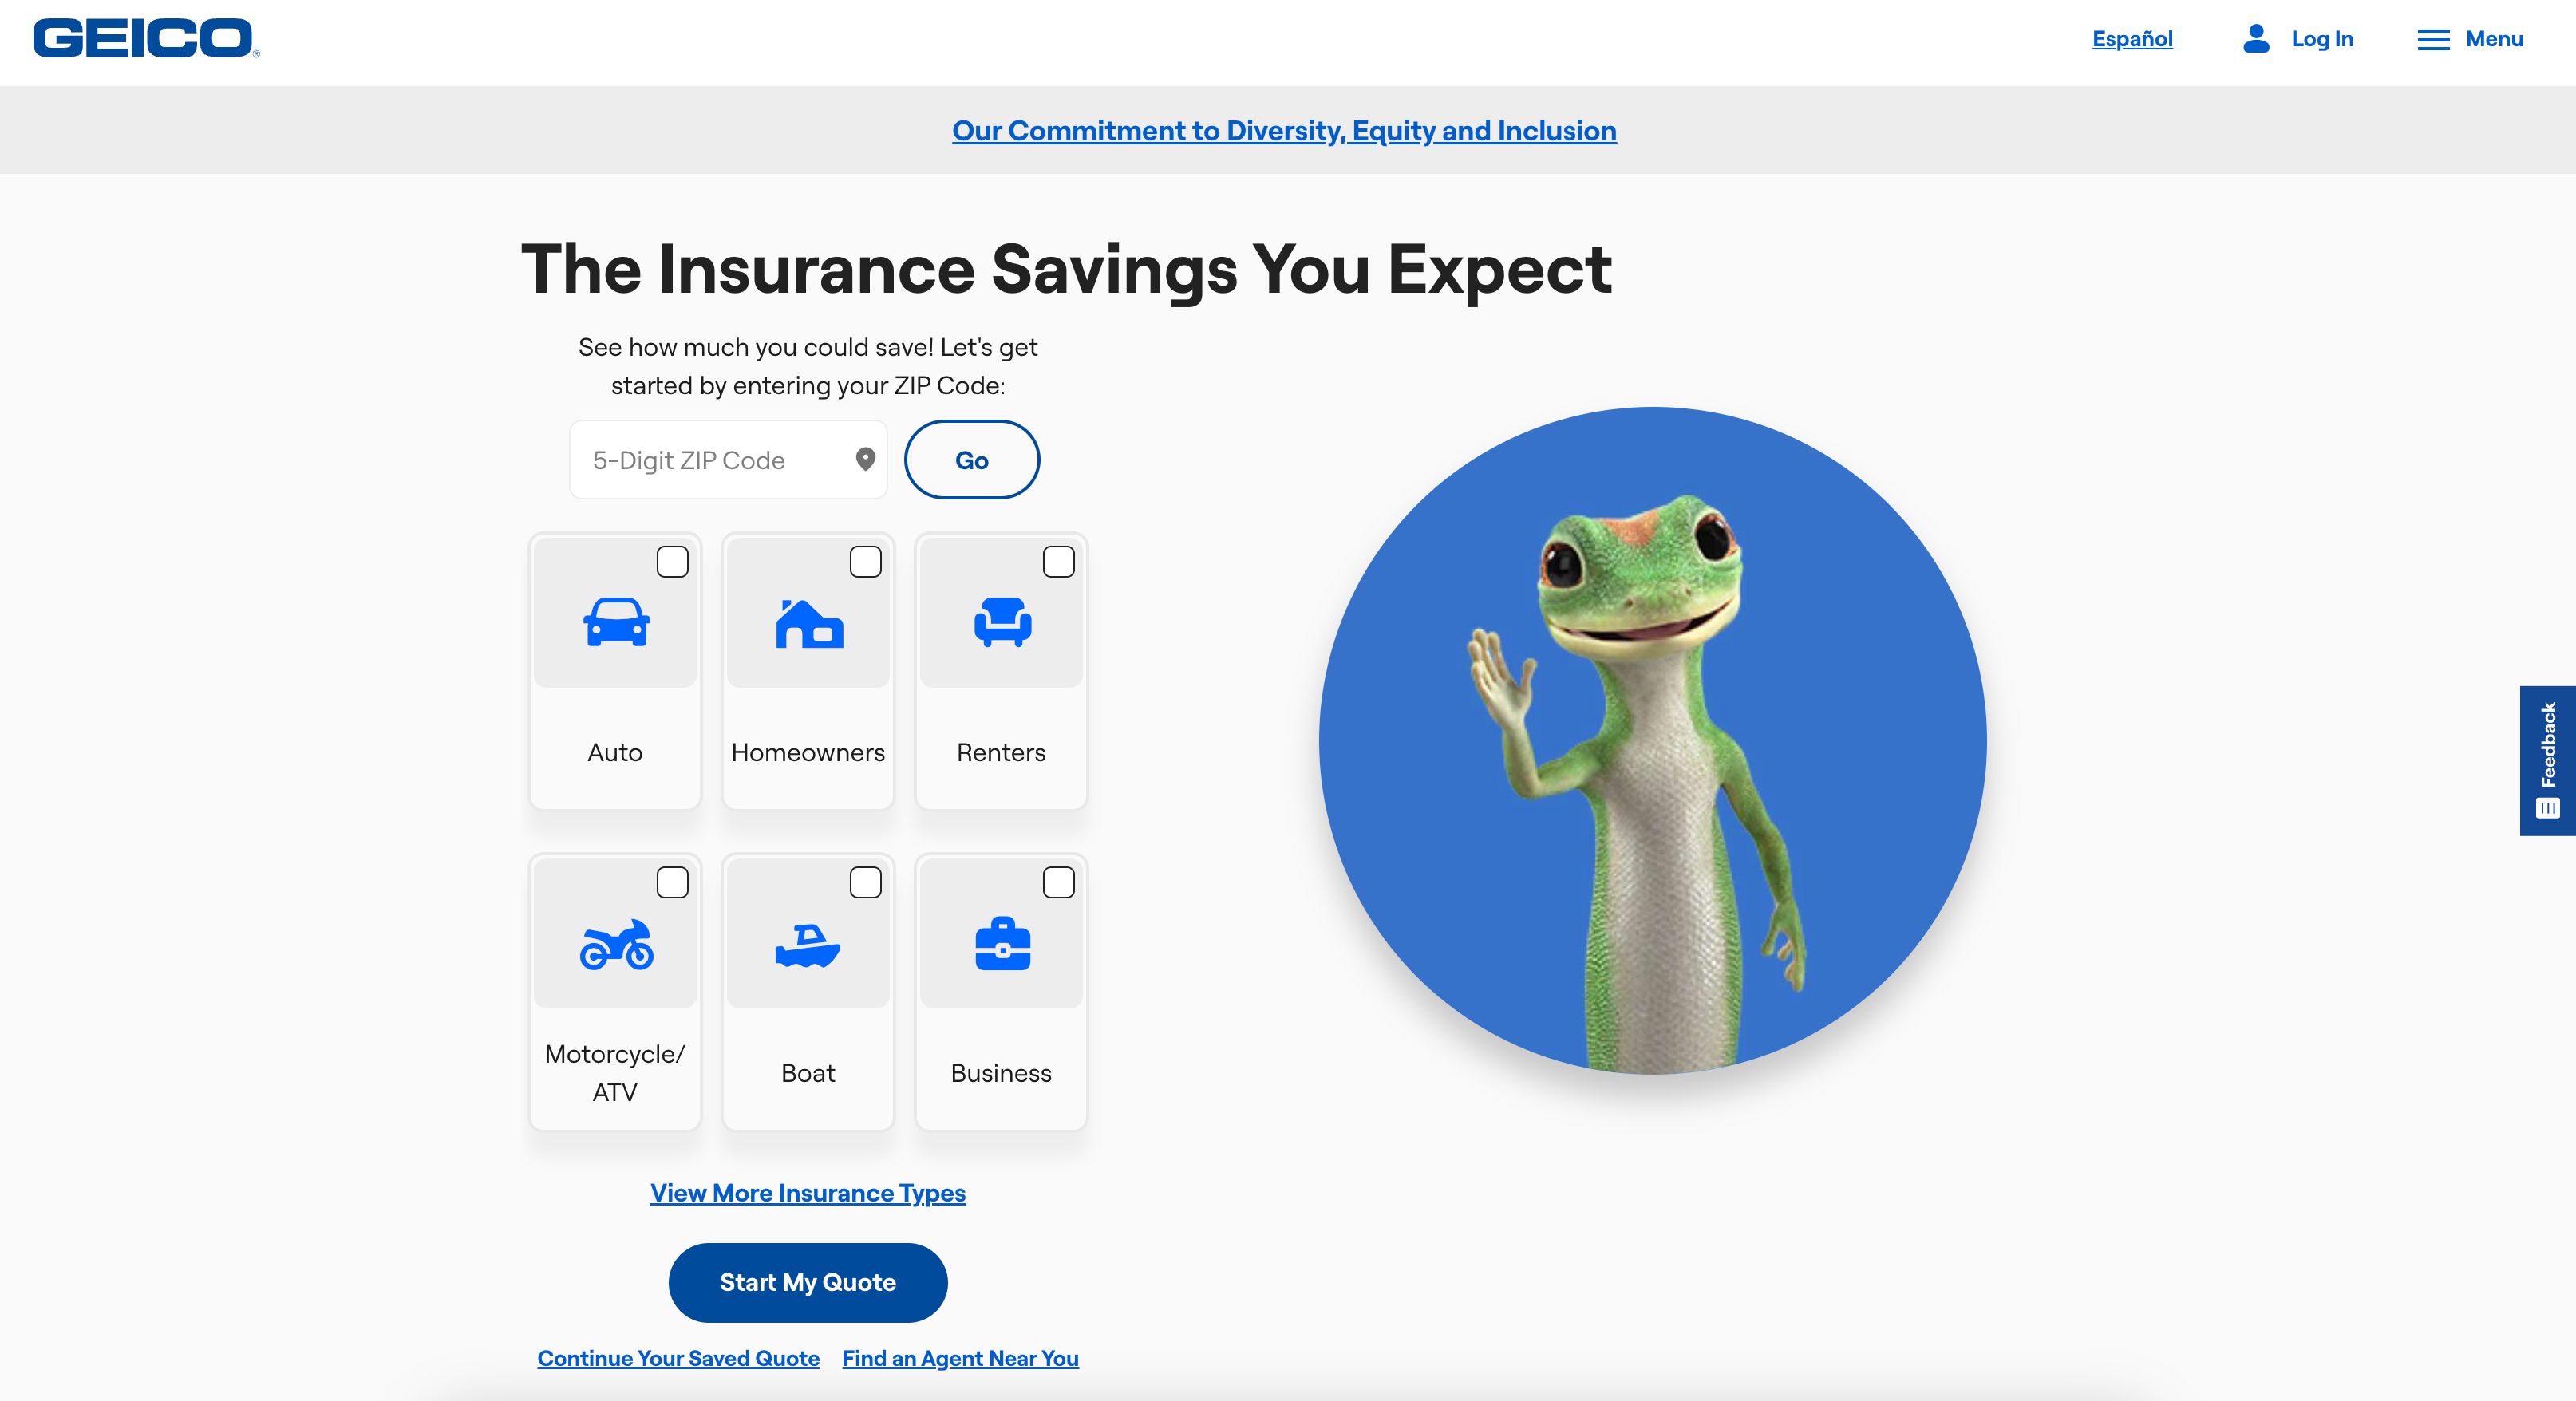 GEICO®
Español
Log In
Menu
Our Commitment to Diversity, Equity and Inclusion
The Insurance Savings You Expect
See how much you could save! Let's get
started by entering your ZIP Code:
5-Digit ZIP Code
Go
Auto
Homeowners
Renters
Feedback
Motorcycle/
ATV
Boat
Business
View More Insurance Types
Start My Quote
Continue Your Saved Quote
Find an Agent Near You